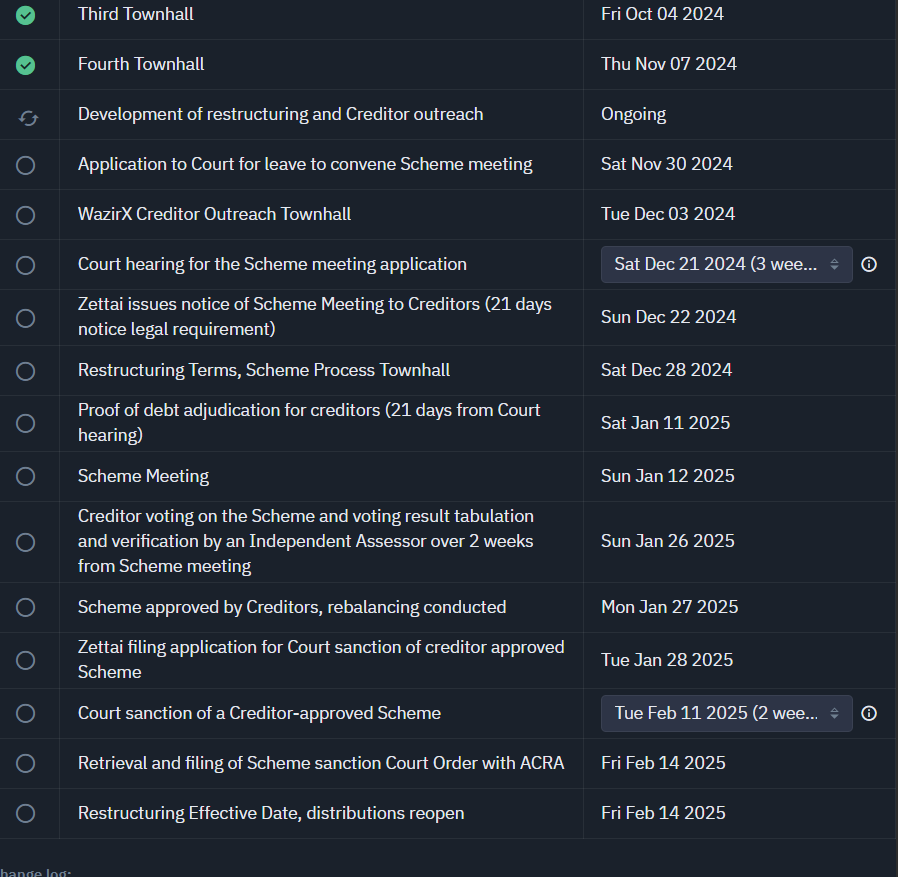 Third Townhall Fri Oct 04 2024
Fourth Townhall Thu Nov 07 2024
Development of restructuring and Creditor outreach Ongoing
Application to Court for leave to convene Scheme meeting Sat Nov 30 2024
WazirX Creditor Outreach Townhall Tue Dec 03 2024
Court hearing for the Scheme meeting application Sat Dec 21 2024 (3 wee...
Zettai issues notice of Scheme Meeting to Creditors (21 days
notice legal requirement) Sun Dec 22 2024
Restructuring Terms, Scheme Process Townhall Sat Dec 28 2024
Proof of debt adjudication for creditors (21 days from Court
hearing) Sat Jan 11 2025
Scheme Meeting Sun Jan 12 2025
Creditor voting on the Scheme and voting result tabulation
and verification by an Independent Assessor over 2 weeks
from Scheme meeting Sun Jan 26 2025
Scheme approved by Creditors, rebalancing conducted Mon Jan 27 2025
Zettai filing application for Court sanction of creditor approved
Scheme Tue Jan 28 2025
Court sanction of a Creditor-approved Scheme Tue Feb 11 2025 (2 wee...
Retrieval and filing of Scheme sanction Court Order with ACRA Fri Feb 14 2025
Restructuring Effective Date, distributions reopen Fri Feb 14 2025
hange log: